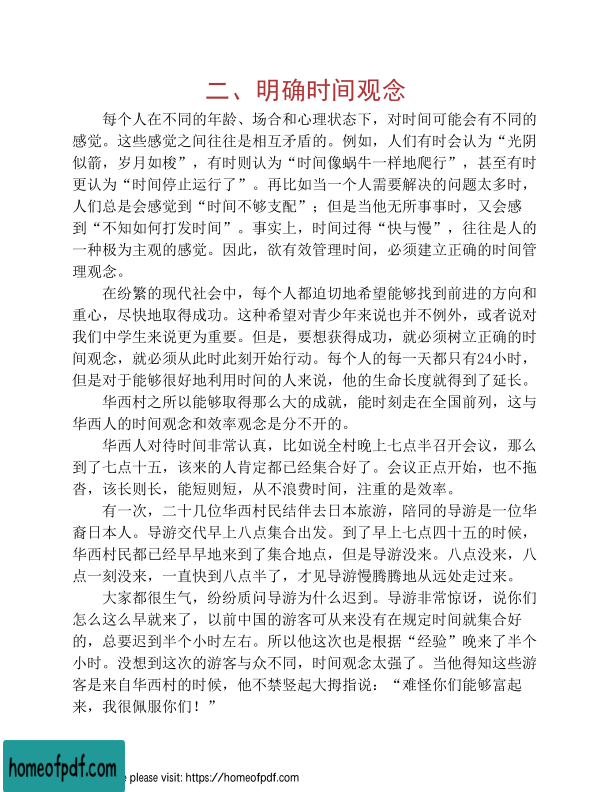 二、明确时间观念
每个人在不同的年龄、场合和心理状态下，对时间可能会有不同的
感觉。这些感觉之间往往是相互矛盾的。例如，人们有时会认为“光阴
似箭，岁月如梭”，有时则认为“时间像蜗牛一样地爬行”，甚至有时
更认为“时间停止运行了”。再比如当一个人需要解决的问题太多时，
人们总是会感觉到“时间不够支配”；但是当他无所事事时，又会感
到“不知如何打发时间”。事实上，时间过得“快与慢”，往往是人的
一种极为主观的感觉。因此，欲有效管理时间，必须建立正确的时间管
理观念。
在纷繁的现代社会中，每个人都迫切地希望能够找到前进的方向和
重心，尽快地取得成功。这种希望对青少年来说也并不例外，或者说对
我们中学生来说更为重要。但是，要想获得成功，就必须树立正确的时
间观念，就必须从此时此刻开始行动。每个人的每一天都只有24小时，
但是对于能够很好地利用时间的人来说，他的生命长度就得到了延长。
华西村之所以能够取得那么大的成就，能时刻走在全国前列，这与
华西人的时间观念和效率观念是分不开的。
华西人对待时间非常认真，比如说全村晚上七点半召开会议，那么
到了七点十五，该来的人肯定都已经集合好了。会议正点开始，也不拖
沓，该长则长，能短则短，从不浪费时间，注重的是效率。
有一次，二十几位华西村民结伴去日本旅游，陪同的导游是一位华
裔日本人。导游交代早上八点集合出发。到了早上七点四十五的时候，
华西村民都已经早早地来到了集合地点，但是导游没来。八点没来，八
点一刻没来，一直快到八点半了，才见导游慢腾腾地从远处走过来。
大家都很生气，纷纷质问导游为什么迟到。导游非常惊讶，说你们
怎么这么早就来了，以前中国的游客可从来没有在规定时间就集合好
的，总要迟到半个小时左右。所以他这次也是根据“经验”晚来了半个
小时。没想到这次的游客与众不同，时间观念太强了。当他得知这些游
客是来自华西村的时候，他不禁竖起大拇指说：“难怪你们能够富起
来，我很佩服你们！”
homeofpdf.com
please visit: https://homeofpdf.com